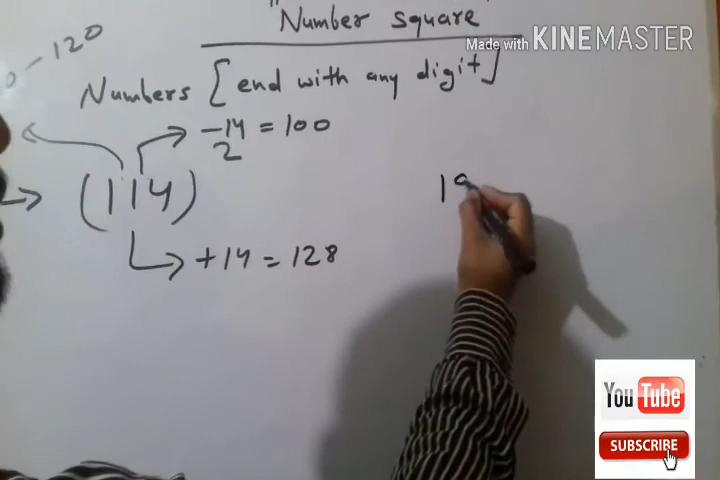 Number square
Made with KINEMASTER
- 120
Numbers [end with any digit]
- 14 = 100
2
(114)
+ 14 = 128
19
You Tube
SUBSCRIBE